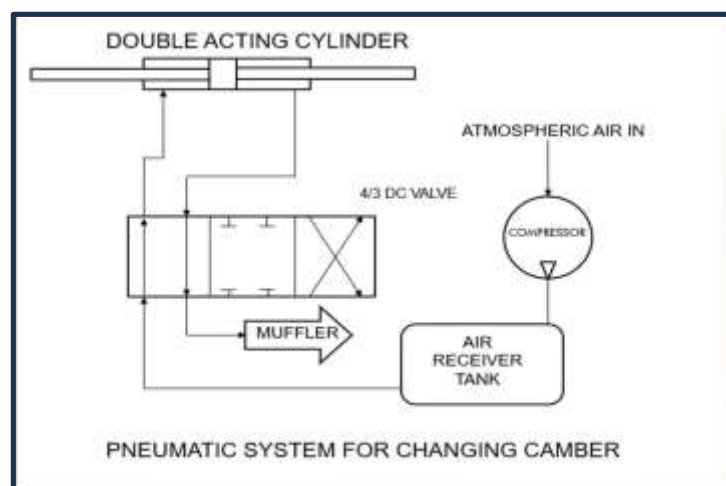 DOUBLE ACTING CYLINDER
ATMOSPHERIC AIR IN
4/3 DC VALVE
COMPRESSOR
MUFFLER
AIR
RECEIVER
TANK
PNEUMATIC SYSTEM FOR CHANGING CAMBER